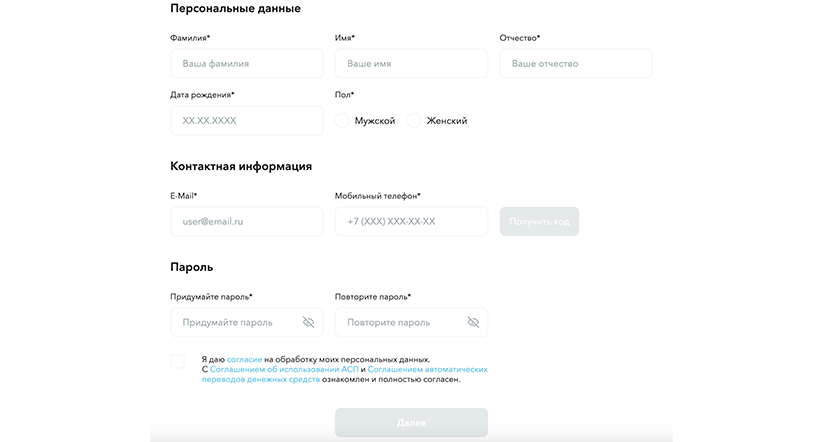 Персональные данные
Фамилия* Имя* Отчество*
Ваша фамилия Ваше имя Ваше отчество
Дата рождения* Пол*
XX.XX.XXXX Мужской Женский
Контактная информация
E-Mail* Мобильный телефон*
user@email.ru +7 (XXX) XXX-XX-XX Получить код
Пароль
Придумайте пароль* Повторите пароль*
Придумайте пароль Повторите пароль
Я даю согласие на обработку моих персональных данных.
С Соглашением об использовании АСП и Соглашением автоматических
переводов денежных средств ознакомлен и полностью согласен.
Далее